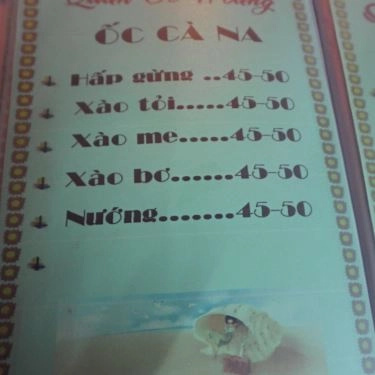 Quán
ỐC CÀ NA
Hấp gừng ..45-50
Xào tỏi.....45-50
Xào me......45-50
Xào bơ......45-50
Nướng.......45-50